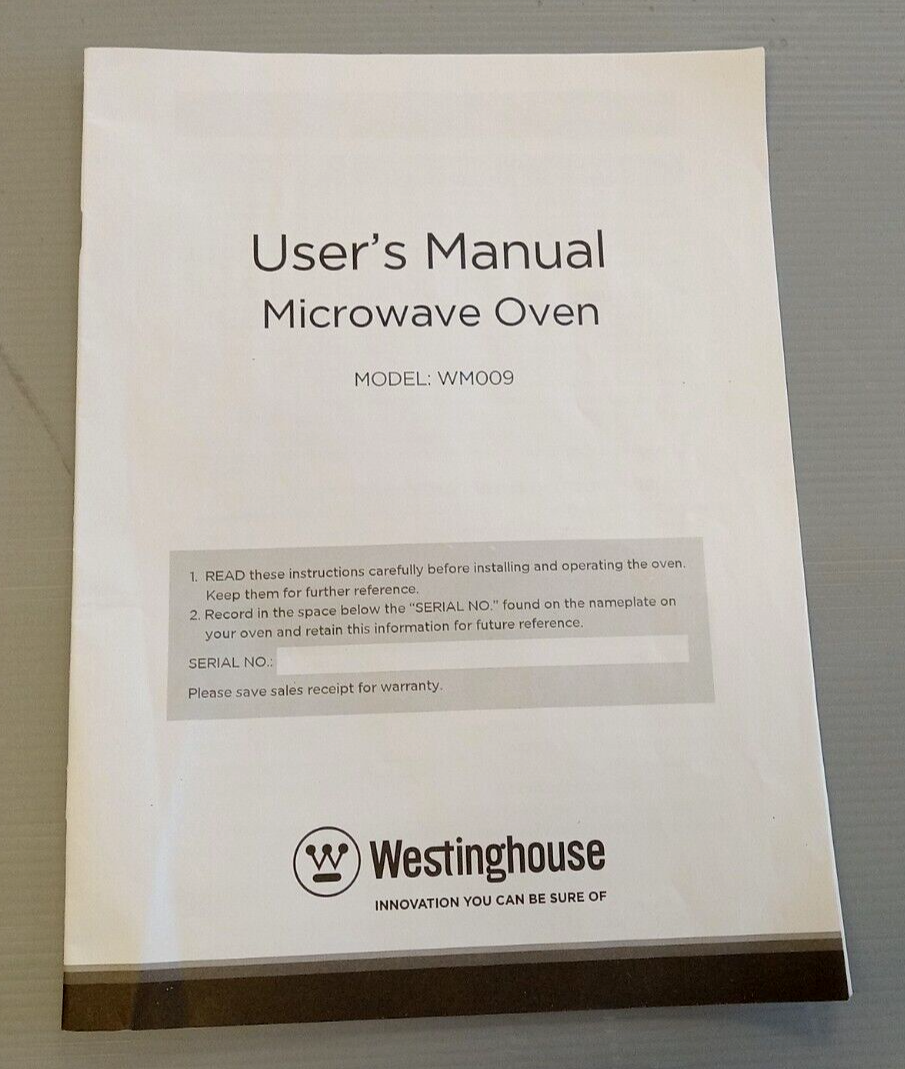 User's Manual
Microwave Oven
MODEL: WM009
1. READ these instructions carefully before installing and operating the oven.
Keep them for further reference.
2. Record in the space below the "SERIAL NO." found on the nameplate on
your oven and retain this information for future reference.
SERIAL NO.:
Please save sales receipt for warranty.
W Westinghouse
INNOVATION YOU CAN BE SURE OF